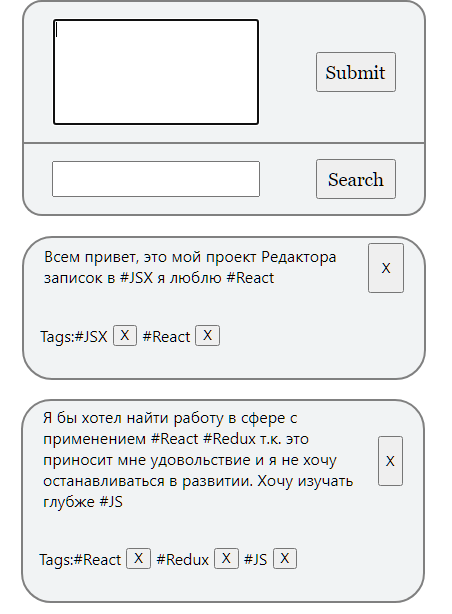 Submit
Search
Всем привет, это мой проект Редактора
записок в #JSX я люблю #React
X
Tags:#JSX X #React X
Я бы хотел найти работу в сфере с
применением #React #Redux т.к. это
приносит мне удовольствие и я не хочу
останавливаться в развитии. Хочу изучать
глубже #JS
X
Tags:#React X #Redux X #JS X